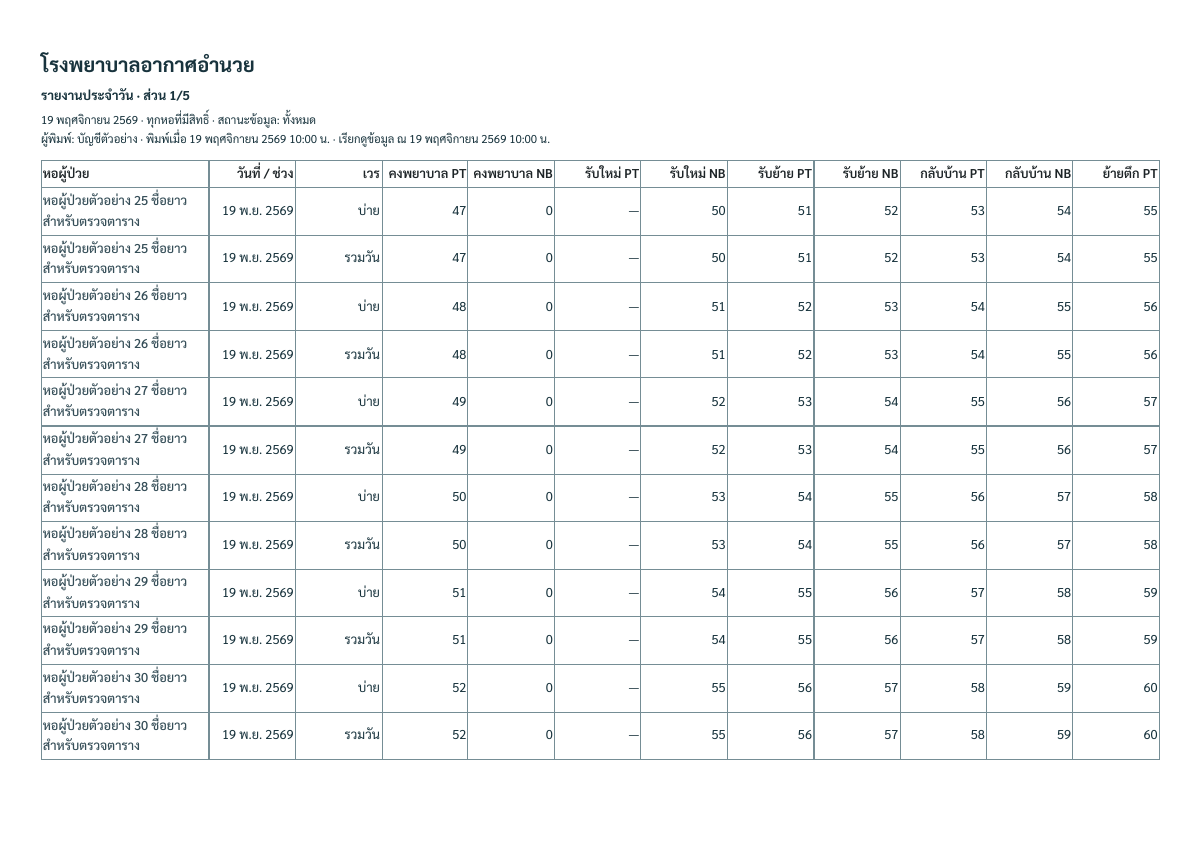 โรงพยาบาลอากาศอำนวย
รายงานประจำวัน · ส่วน 1/5
19 พฤศจิกายน 2569 · ทุกหอที่มีสิทธิ์ · สถานะข้อมูล: ทั้งหมด
ผู้พิมพ์: บัญชีตัวอย่าง · พิมพ์เมื่อ 19 พฤศจิกายน 2569 10:00 น. · เรียกดูข้อมูล ณ 19 พฤศจิกายน 2569 10:00 น.
หอผู้ป่วย วันที่ / ช่วง เวร คงพยาบาล PT คงพยาบาล NB รับใหม่ PT รับใหม่ NB รับย้าย PT รับย้าย NB กลับบ้าน PT กลับบ้าน NB ย้ายตึก PT
หอผู้ป่วยตัวอย่าง 25 ชื่อยาว
สำหรับตรวจตาราง 19 พ.ย. 2569 บ่าย 47 0 — 50 51 52 53 54 55
หอผู้ป่วยตัวอย่าง 25 ชื่อยาว
สำหรับตรวจตาราง 19 พ.ย. 2569 รวมวัน 47 0 — 50 51 52 53 54 55
หอผู้ป่วยตัวอย่าง 26 ชื่อยาว
สำหรับตรวจตาราง 19 พ.ย. 2569 บ่าย 48 0 — 51 52 53 54 55 56
หอผู้ป่วยตัวอย่าง 26 ชื่อยาว
สำหรับตรวจตาราง 19 พ.ย. 2569 รวมวัน 48 0 — 51 52 53 54 55 56
หอผู้ป่วยตัวอย่าง 27 ชื่อยาว
สำหรับตรวจตาราง 19 พ.ย. 2569 บ่าย 49 0 — 52 53 54 55 56 57
หอผู้ป่วยตัวอย่าง 27 ชื่อยาว
สำหรับตรวจตาราง 19 พ.ย. 2569 รวมวัน 49 0 — 52 53 54 55 56 57
หอผู้ป่วยตัวอย่าง 28 ชื่อยาว
สำหรับตรวจตาราง 19 พ.ย. 2569 บ่าย 50 0 — 53 54 55 56 57 58
หอผู้ป่วยตัวอย่าง 28 ชื่อยาว
สำหรับตรวจตาราง 19 พ.ย. 2569 รวมวัน 50 0 — 53 54 55 56 57 58
หอผู้ป่วยตัวอย่าง 29 ชื่อยาว
สำหรับตรวจตาราง 19 พ.ย. 2569 บ่าย 51 0 — 54 55 56 57 58 59
หอผู้ป่วยตัวอย่าง 29 ชื่อยาว
สำหรับตรวจตาราง 19 พ.ย. 2569 รวมวัน 51 0 — 54 55 56 57 58 59
หอผู้ป่วยตัวอย่าง 30 ชื่อยาว
สำหรับตรวจตาราง 19 พ.ย. 2569 บ่าย 52 0 — 55 56 57 58 59 60
หอผู้ป่วยตัวอย่าง 30 ชื่อยาว
สำหรับตรวจตาราง 19 พ.ย. 2569 รวมวัน 52 0 — 55 56 57 58 59 60